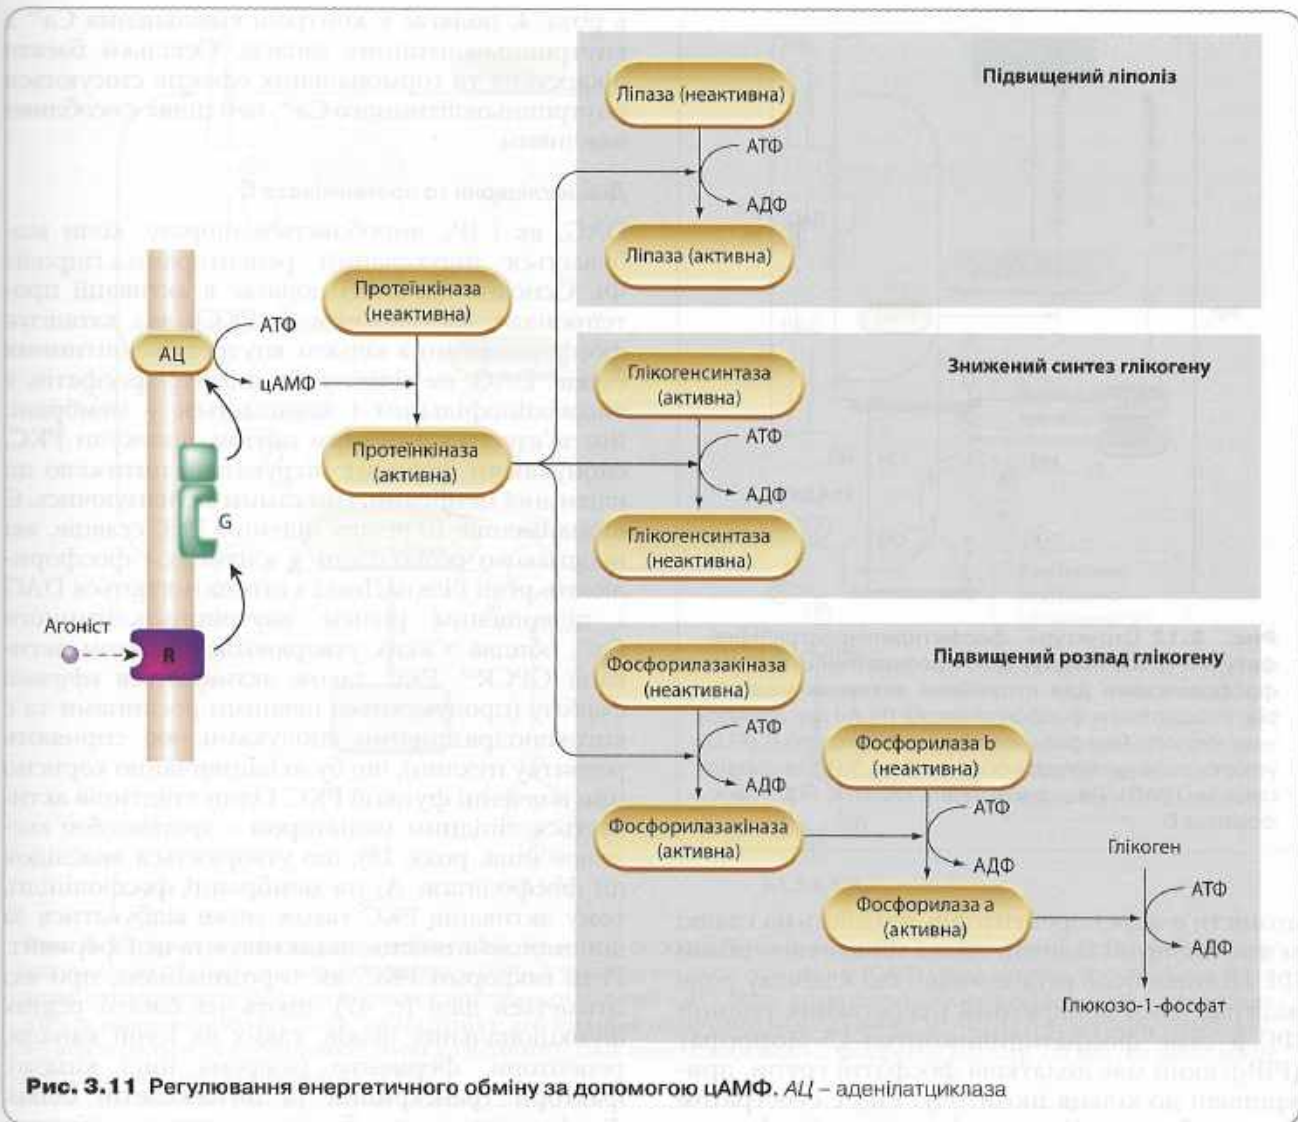 Підвищений ліполіз
Ліпаза (неактивна)
АТФ
АДФ
Ліпаза (активна)
Протеїнкіназа
(неактивна)
АТФ
АЦ
цАМФ
Протеїнкіназа
(активна)
G
Агоніст
R
Знижений синтез глікогену
Глікогенсинтаза
(активна)
АТФ
АДФ
Глікогенсинтаза
(неактивна)
Підвищений розпад глікогену
Фосфорилазакіназа
(неактивна)
АТФ
АДФ
Фосфорилазакіназа
(активна)
Фосфорилаза b
(неактивна)
АТФ
АДФ
Фосфорилаза a
(активна)
Глікоген
АТФ
АДФ
Глюкозо-1-фосфат
Рис. 3.11 Регулювання енергетичного обміну за допомогою цАМФ. АЦ – аденілатциклаза